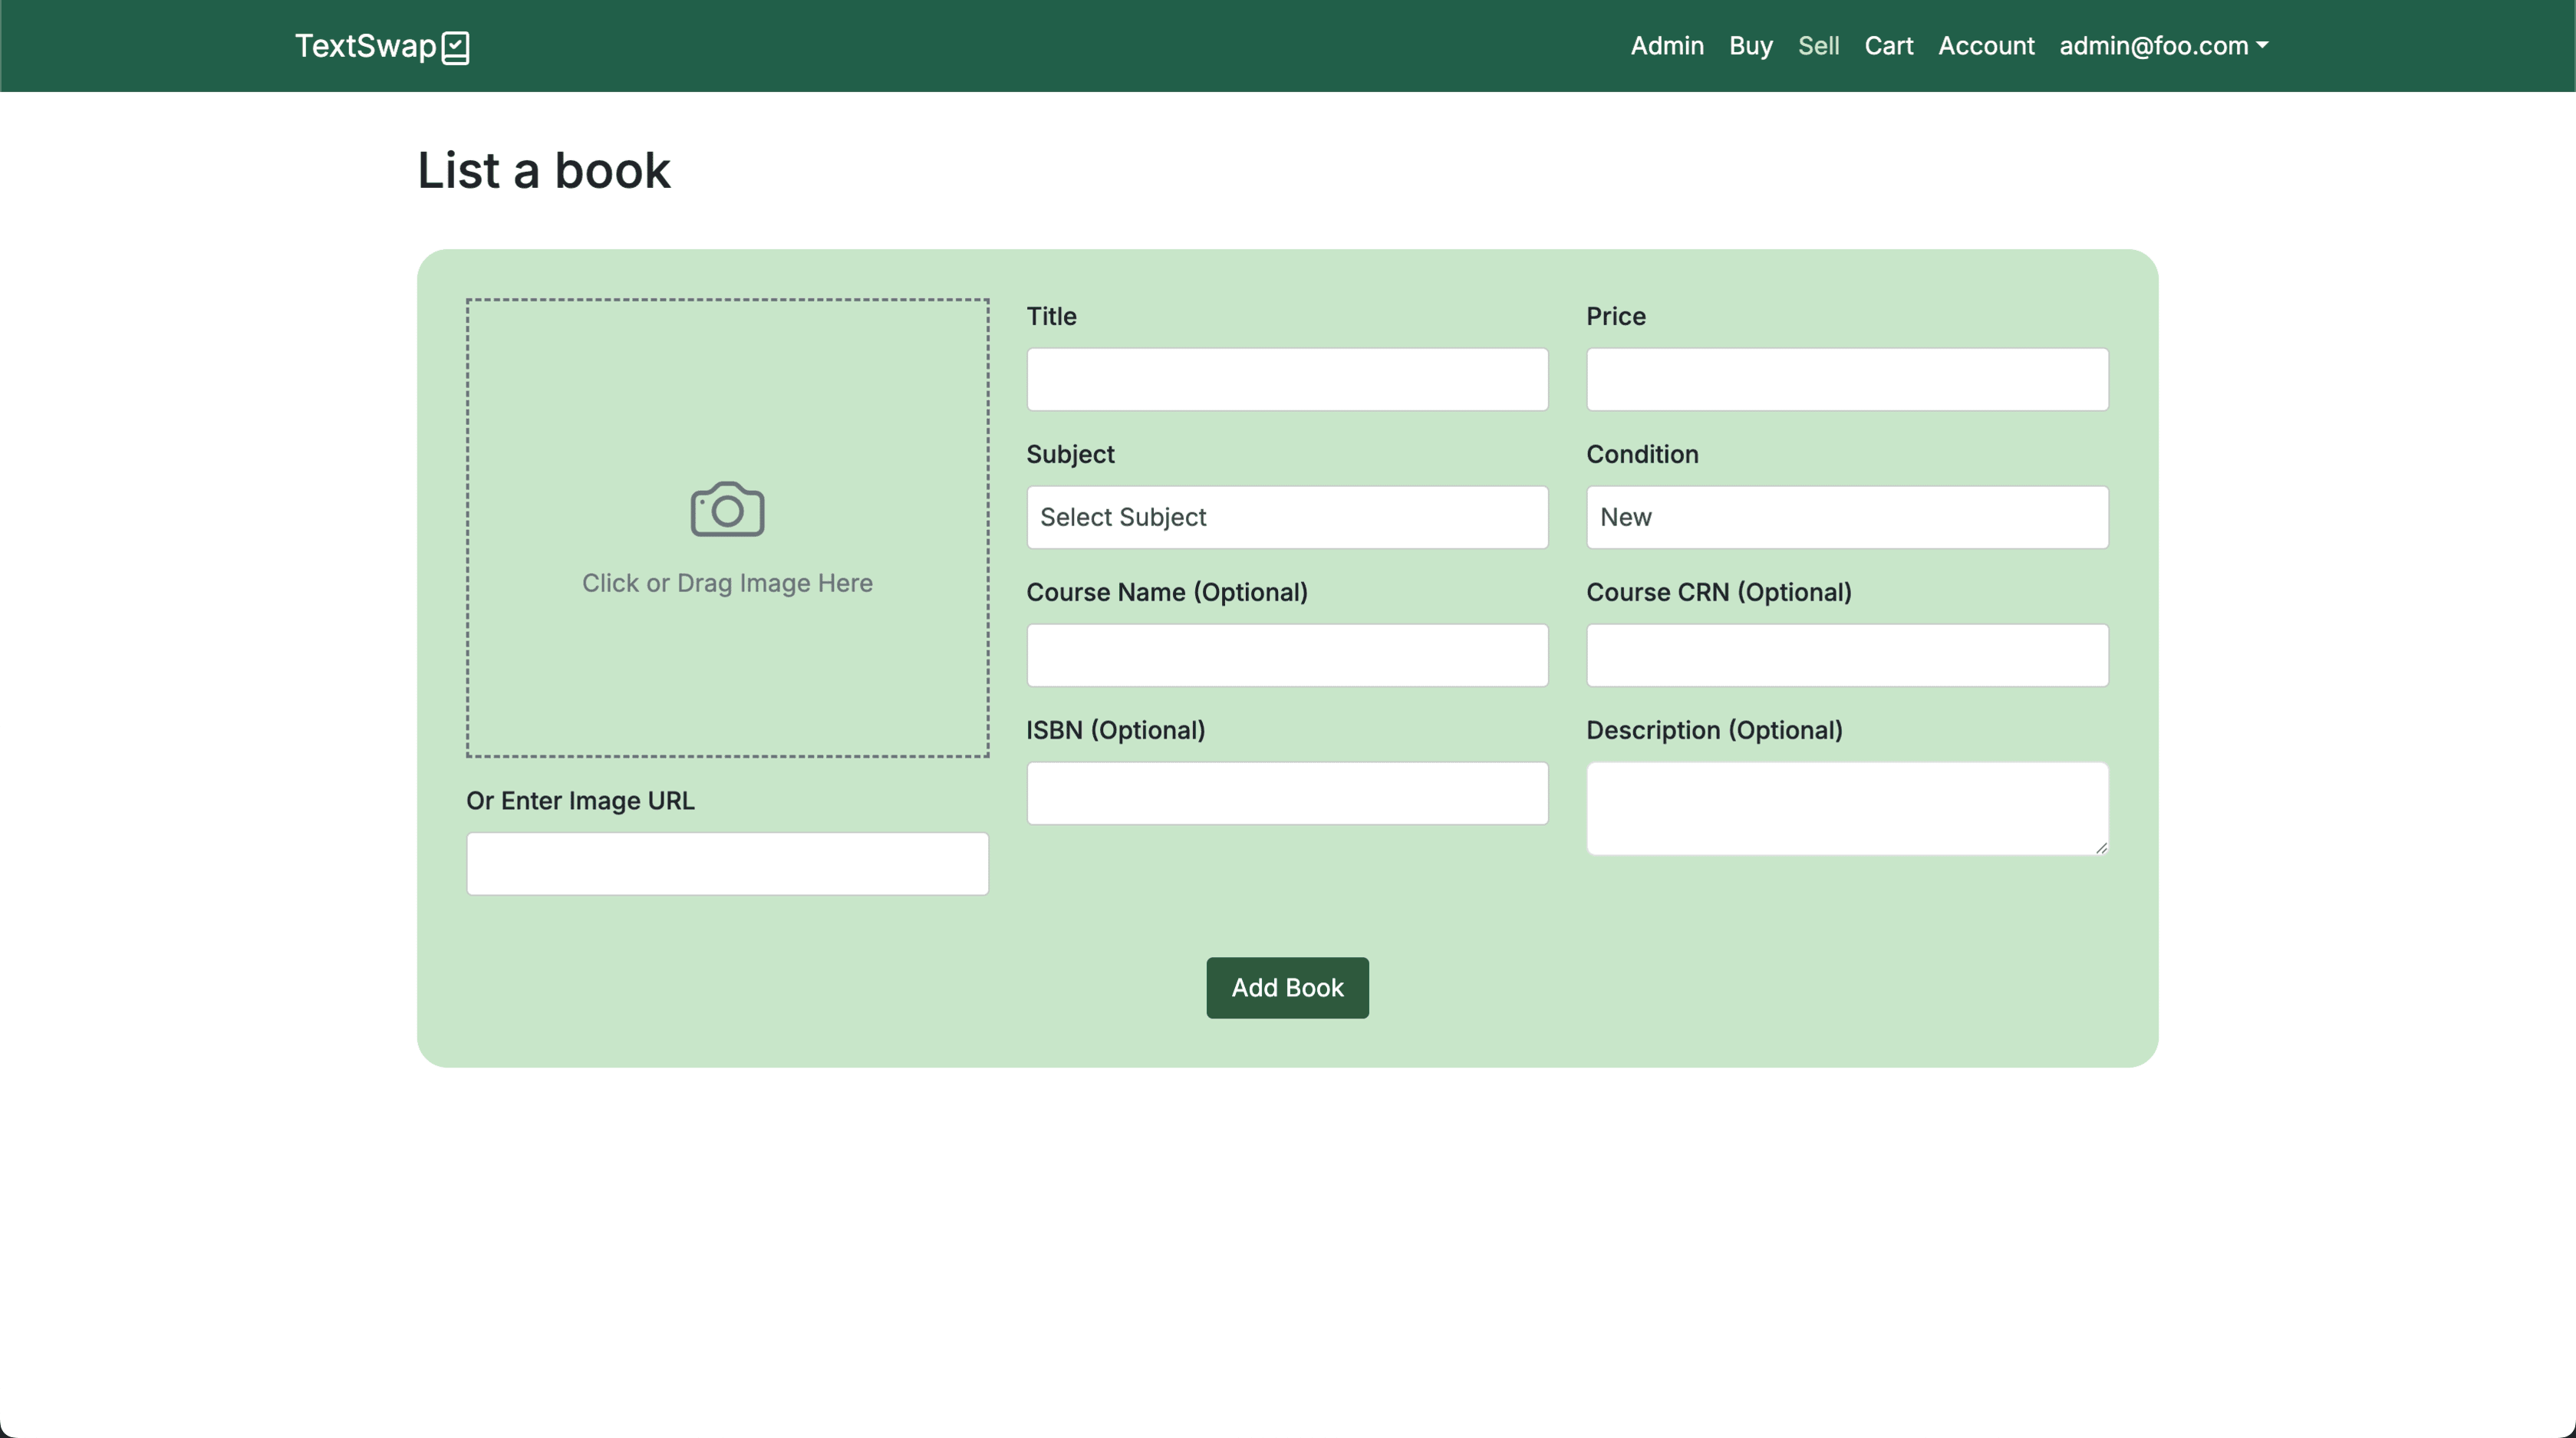 TextSwap
Admin Buy Sell Cart Account admin@foo.com
List a book
Click or Drag Image Here
Or Enter Image URL
Title
Price
Subject
Select Subject
Condition
New
Course Name (Optional)
Course CRN (Optional)
ISBN (Optional)
Description (Optional)
Add Book